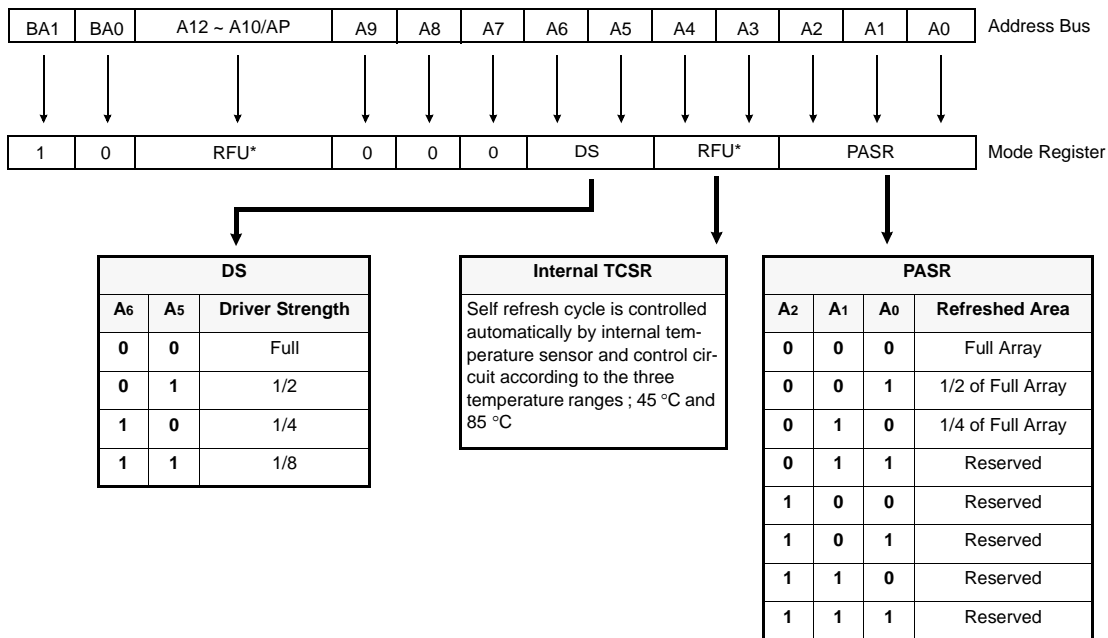 BA1 BA0 A12 ~ A10/AP A9 A8 A7 A6 A5 A4 A3 A2 A1 A0 Address Bus
1 0 RFU* 0 0 0 DS RFU* PASR Mode Register
DS
A6 A5 Driver Strength
0 0 Full
0 1 1/2
1 0 1/4
1 1 1/8
Internal TCSR
Self refresh cycle is controlled
automatically by internal tem-
perature sensor and control cir-
cuit according to the three
temperature ranges ; 45 °C and
85 °C
PASR
A2 A1 A0 Refreshed Area
0 0 0 Full Array
0 0 1 1/2 of Full Array
0 1 0 1/4 of Full Array
0 1 1 Reserved
1 0 0 Reserved
1 0 1 Reserved
1 1 0 Reserved
1 1 1 Reserved